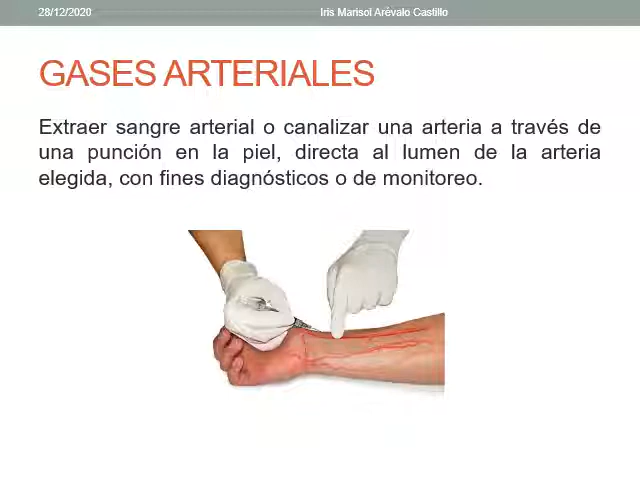 28/12/2020 Iris Marisol Arévalo Castillo
GASES ARTERIALES
Extraer sangre arterial o canalizar una arteria a través de
una punción en la piel, directa al lumen de la arteria
elegida, con fines diagnósticos o de monitoreo.